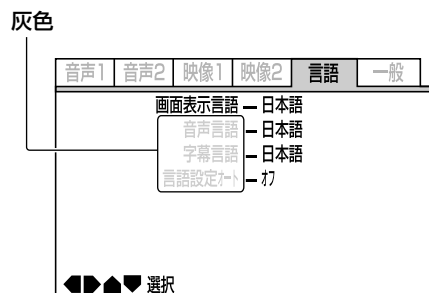 灰色
音声1 音声2 映像1 映像2 言語 一般
画面表示言語 ━ 日本語
音声言語 ━ 日本語
字幕言語 ━ 日本語
言語設定ｵｰﾄ ━ ｵﾌ
選択